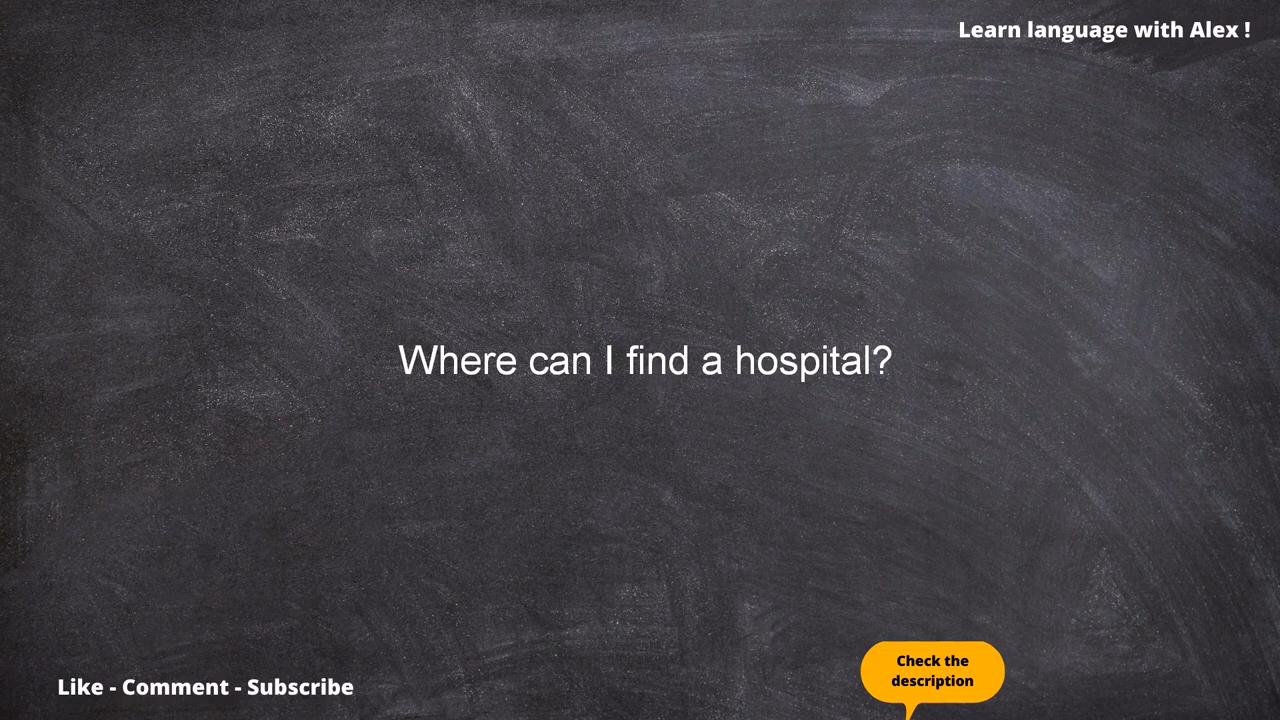 Learn language with Alex !
Where can I find a hospital?
Check the
description
Like - Comment - Subscribe